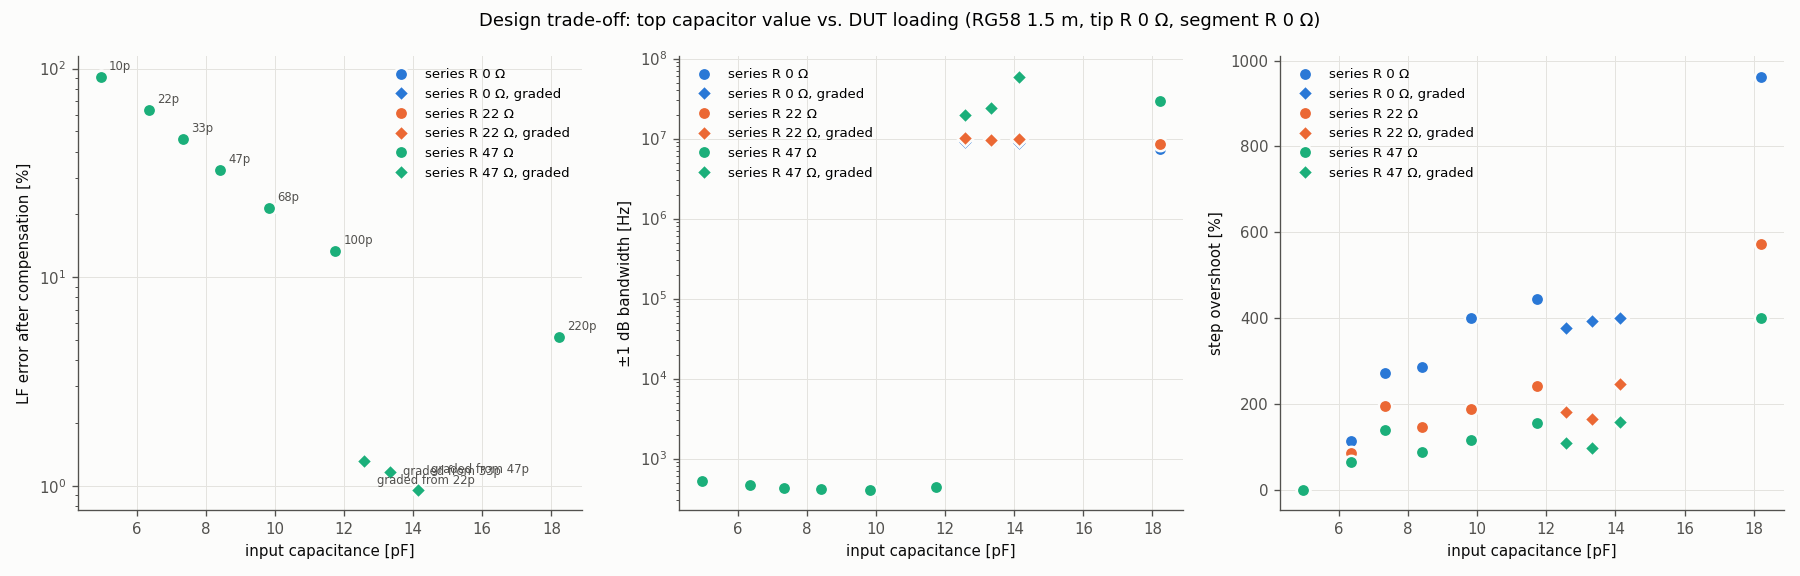 Design trade-off: top capacitor value vs. DUT loading (RG58 1.5 m, tip R 0 Ω, segment R 0 Ω)
LF error after compensation [%]
10²
10¹
10⁰
10p
22p
33p
47p
68p
100p
220p
graded from 47p
graded from 33p
graded from 22p
series R 0 Ω
series R 0 Ω, graded
series R 22 Ω
series R 22 Ω, graded
series R 47 Ω
series R 47 Ω, graded
6 8 10 12 14 16 18
input capacitance [pF]
±1 dB bandwidth [Hz]
10⁸
10⁷
10⁶
10⁵
10⁴
10³
series R 0 Ω
series R 0 Ω, graded
series R 22 Ω
series R 22 Ω, graded
series R 47 Ω
series R 47 Ω, graded
6 8 10 12 14 16 18
input capacitance [pF]
step overshoot [%]
1000
800
600
400
200
0
series R 0 Ω
series R 0 Ω, graded
series R 22 Ω
series R 22 Ω, graded
series R 47 Ω
series R 47 Ω, graded
6 8 10 12 14 16 18
input capacitance [pF]